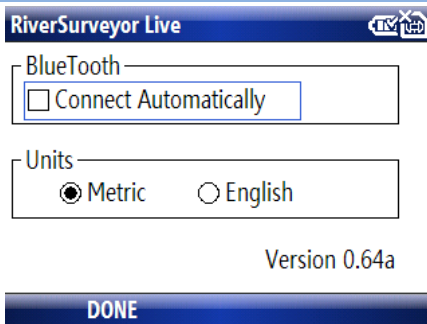 RiverSurveyor Live
BlueTooth
Connect Automatically
Units
Metric English
Version 0.64a
DONE